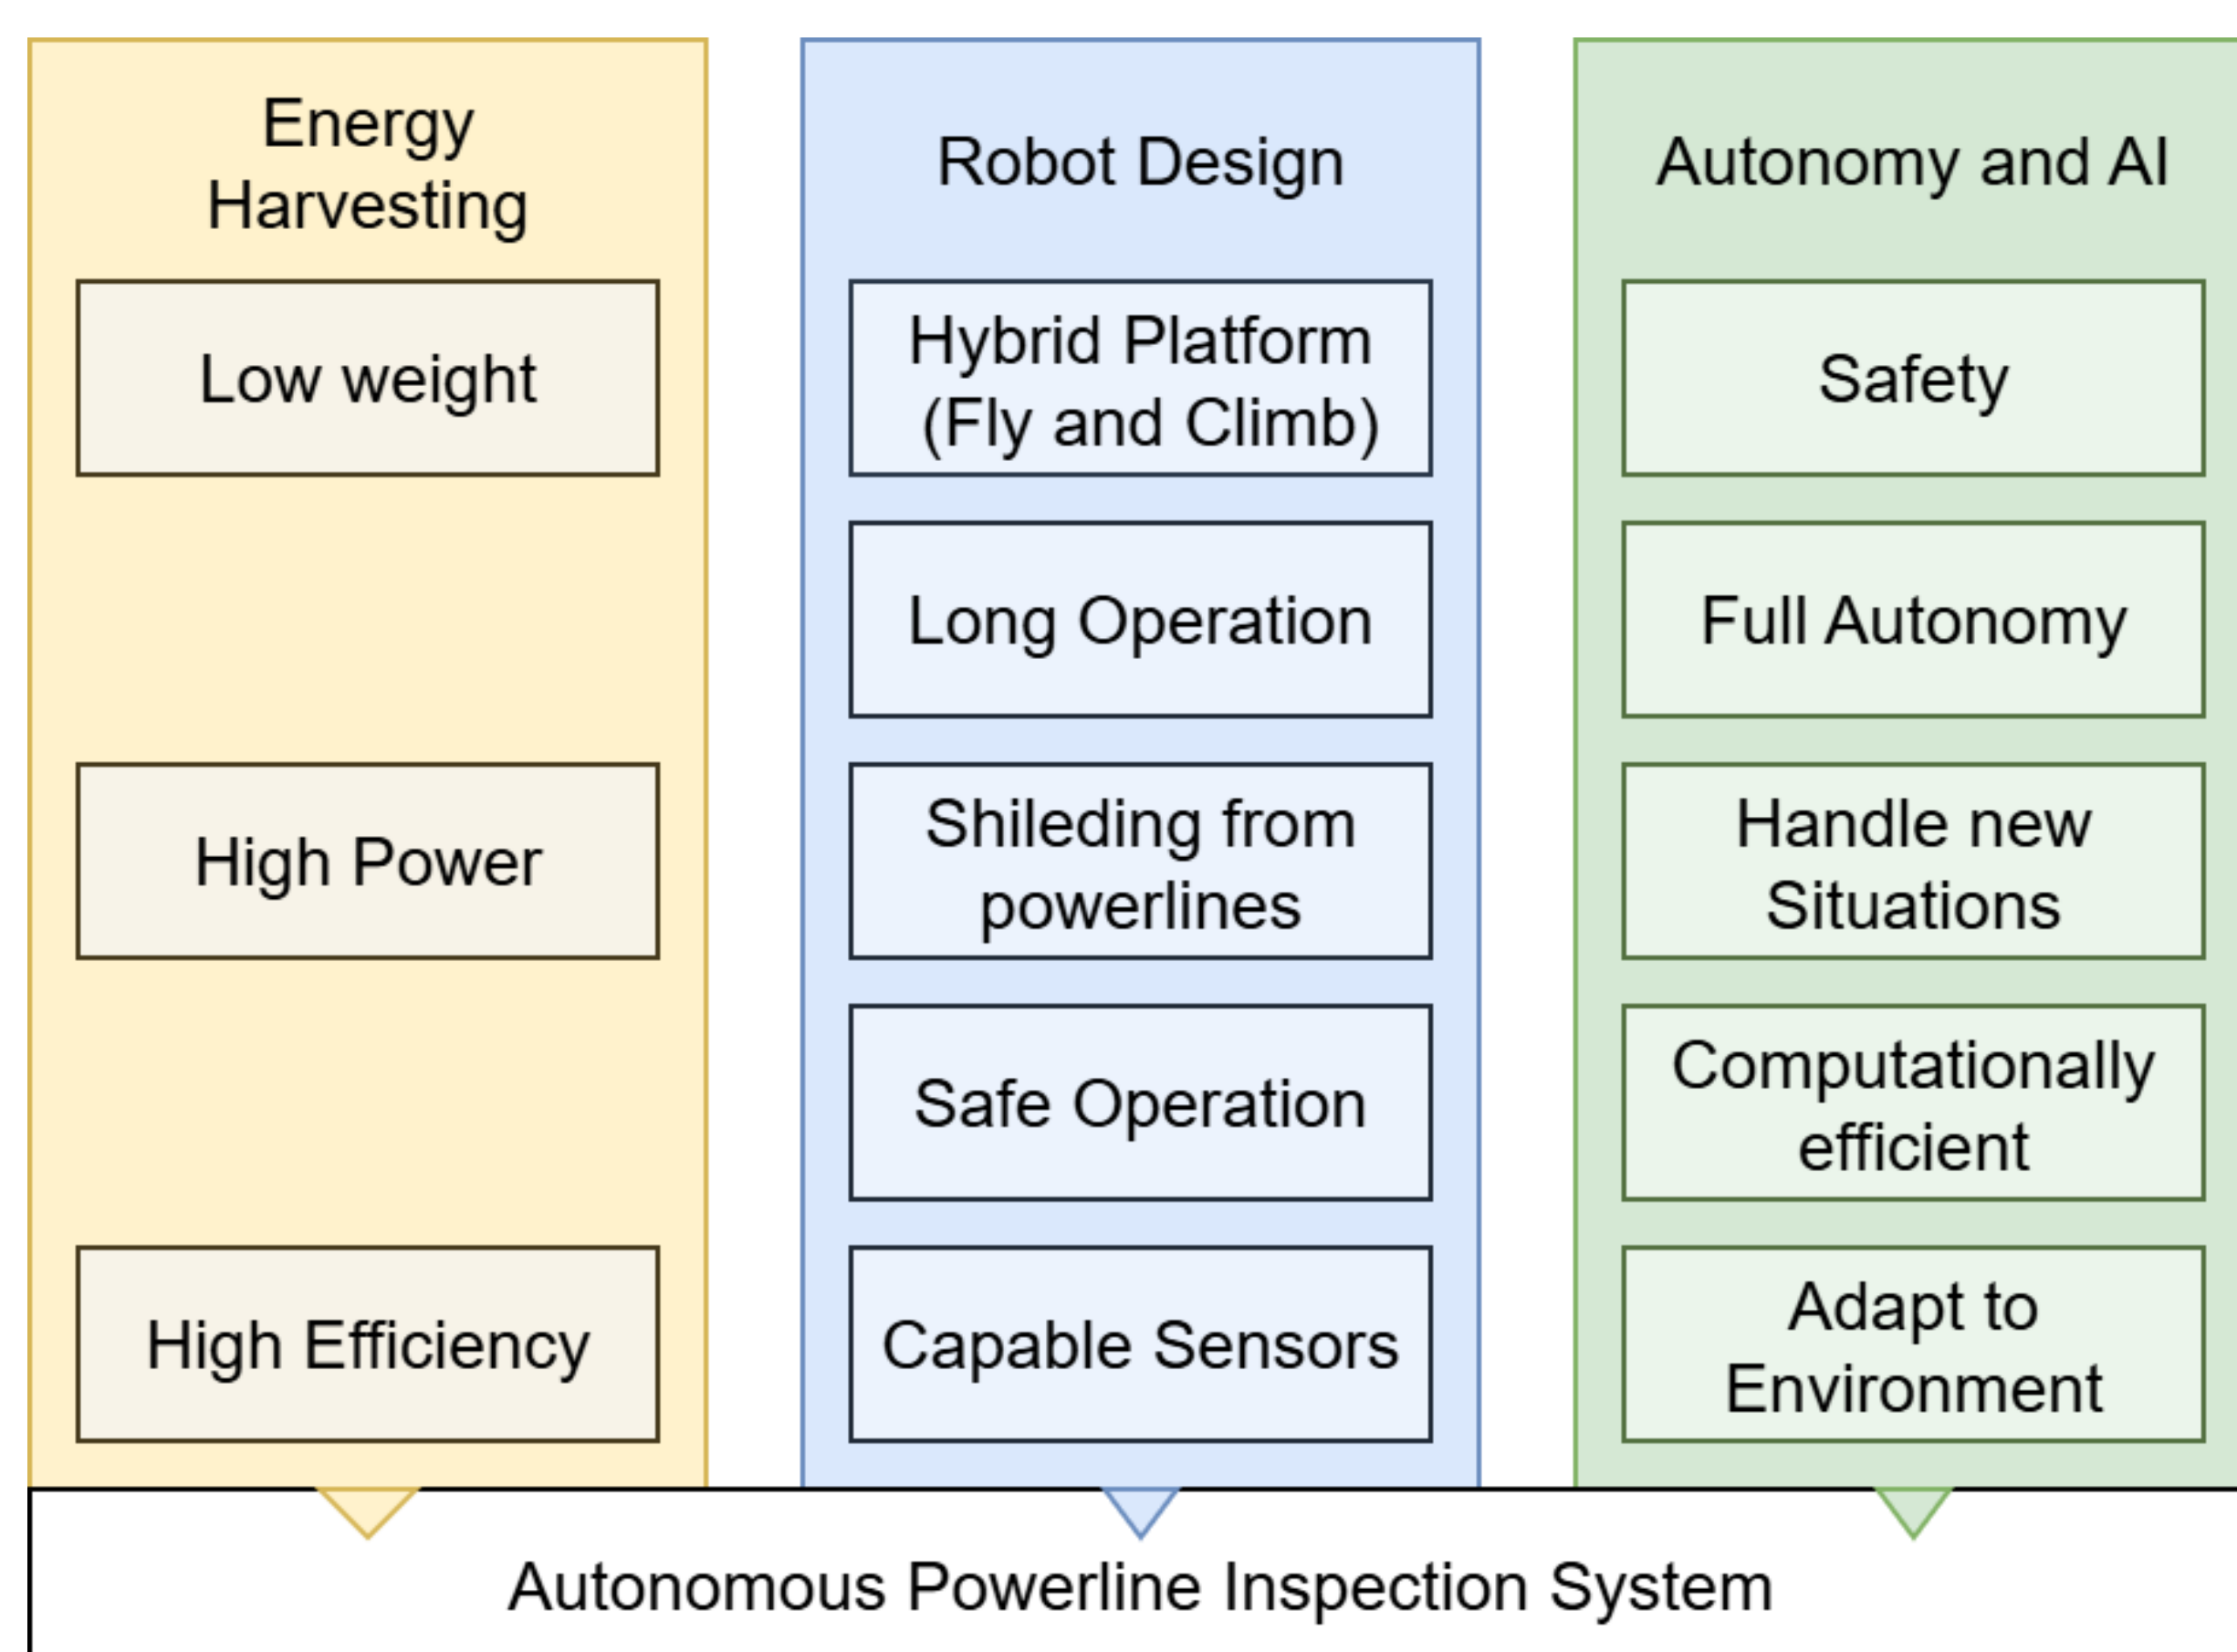 Energy
Harvesting
Low weight
High Power
High Efficiency
Robot Design
Hybrid Platform
(Fly and Climb)
Long Operation
Shileding from
powerlines
Safe Operation
Capable Sensors
Autonomy and AI
Safety
Full Autonomy
Handle new
Situations
Computationally
efficient
Adapt to
Environment
Autonomous Powerline Inspection System